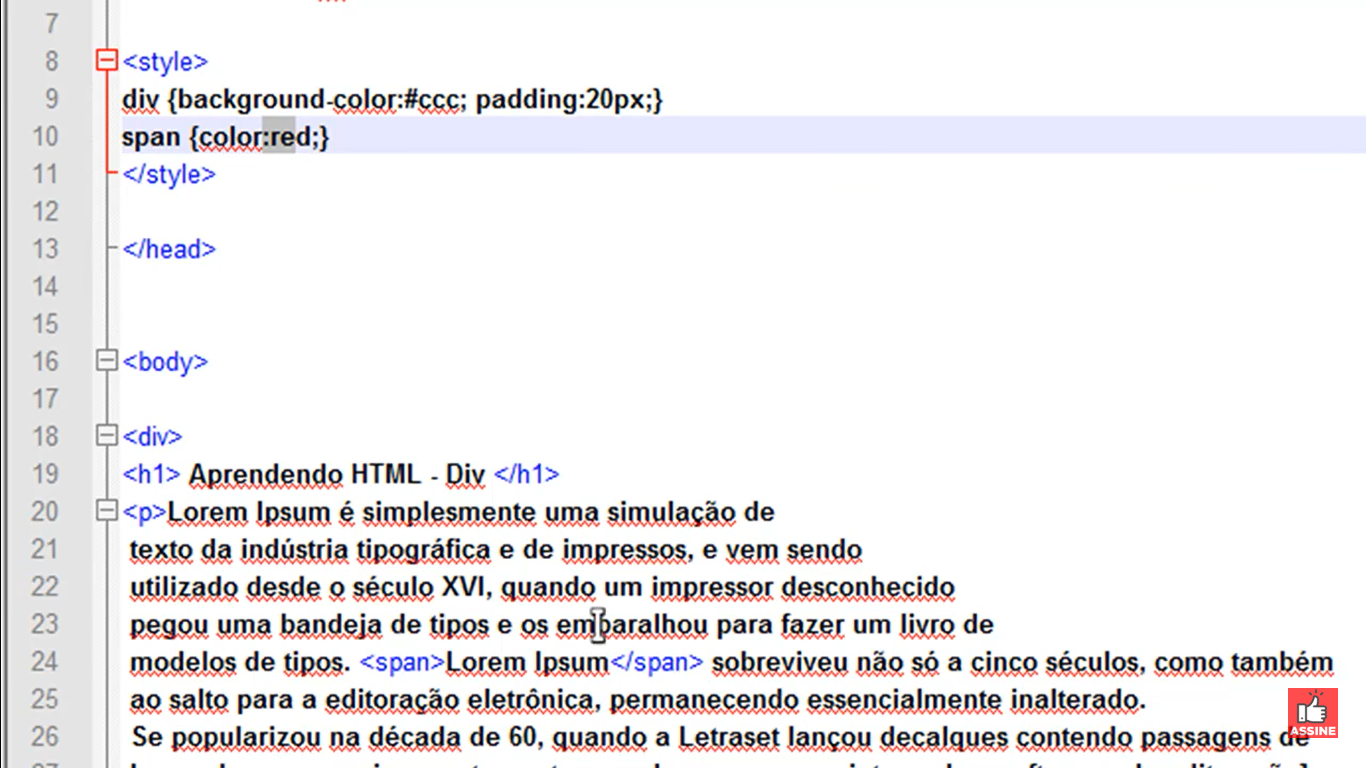 7
8 <style>
9 div {background-color:#ccc; padding:20px;}
10 span {color:red;}
11 </style>
12
13 </head>
14
15
16 <body>
17
18 <div>
19 <h1> Aprendendo HTML - Div </h1>
20 <p>Lorem Ipsum é simplesmente uma simulação de
21 texto da indústria tipográfica e de impressos, e vem sendo
22 utilizado desde o século XVI, quando um impressor desconhecido
23 pegou uma bandeja de tipos e os embaralhou para fazer um livro de
24 modelos de tipos. <span>Lorem Ipsum</span> sobreviveu não só a cinco séculos, como também
25 ao salto para a editoração eletrônica, permanecendo essencialmente inalterado.
26 Se popularizou na década de 60, quando a Letraset lançou decalques contendo passagens de
ASSINE